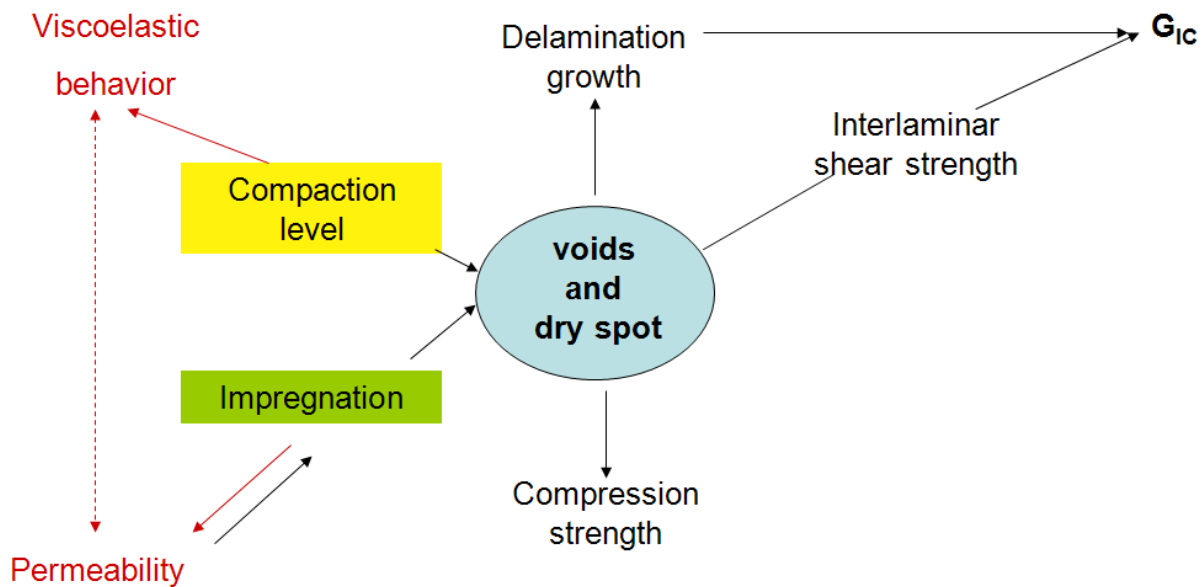 Viscoelastic
behavior
Delamination
growth
G_IC
Interlaminar
shear strength
Compaction
level
voids
and
dry spot
Impregnation
Compression
strength
Permeability